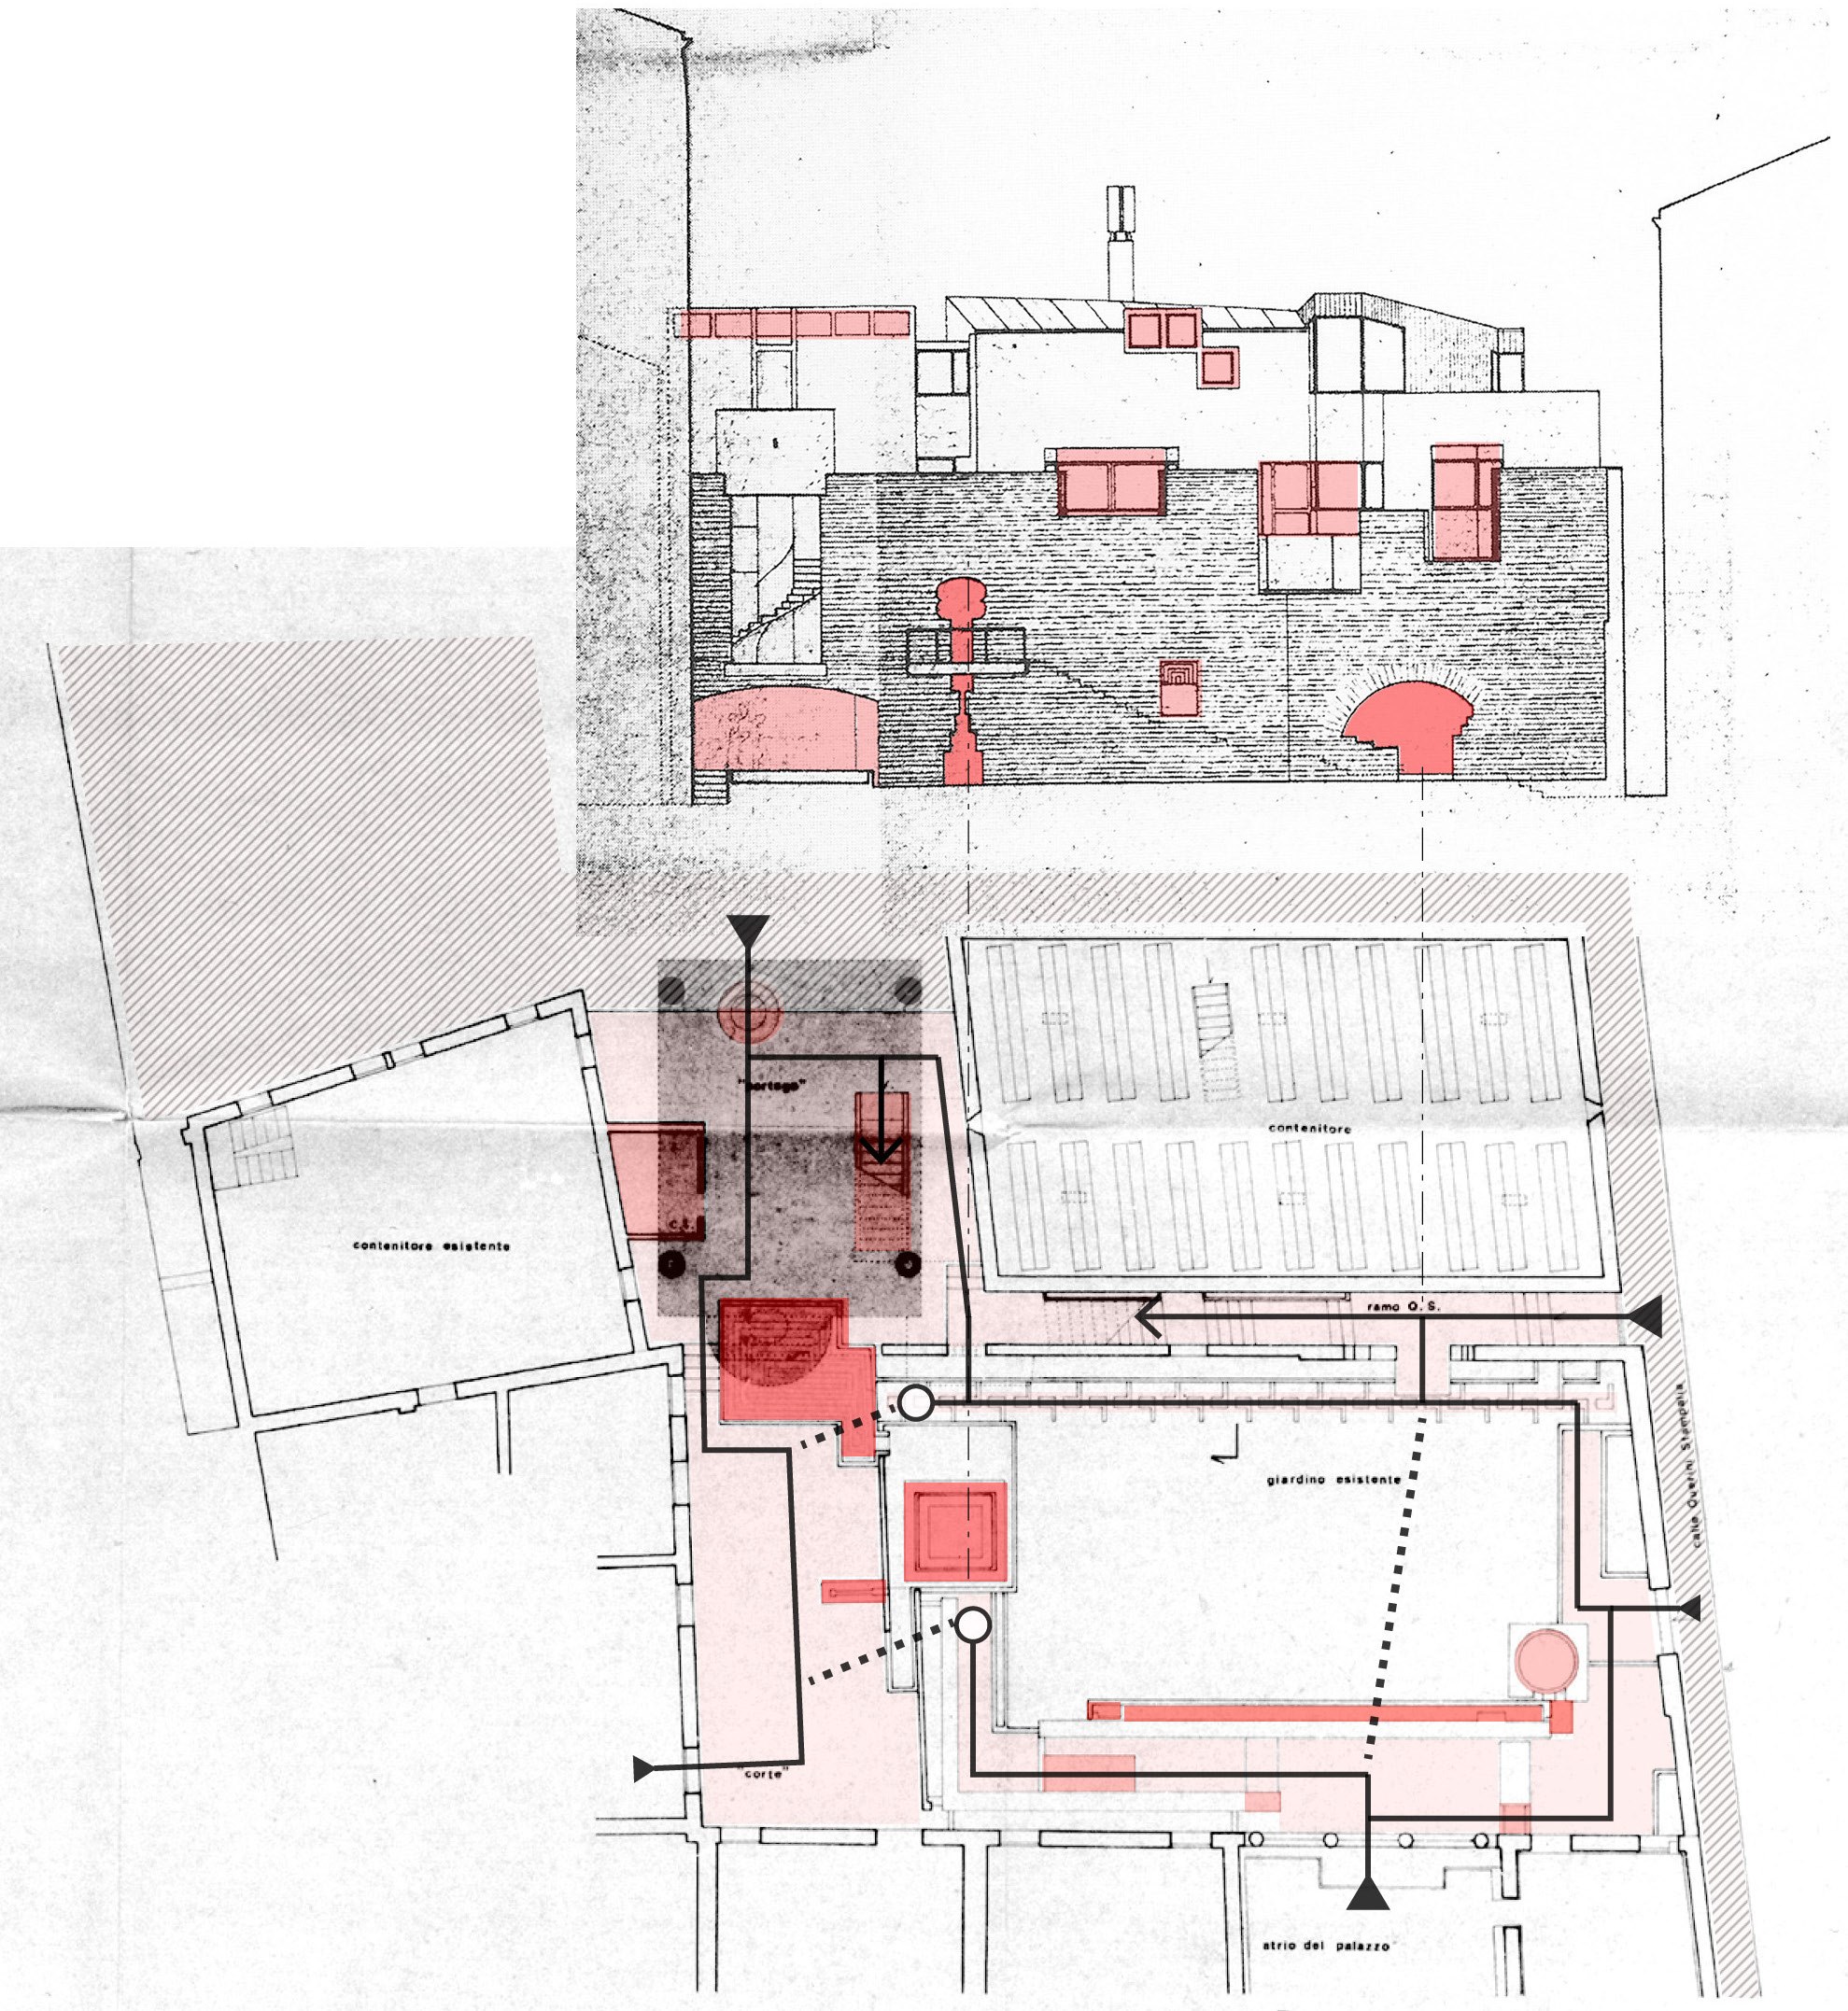 "portego"
contenitore
c.t.
contenitore esistente
ramo Q.S.
calle Querini Stampalia
giardino esistente
"corte"
atrio del palazzo